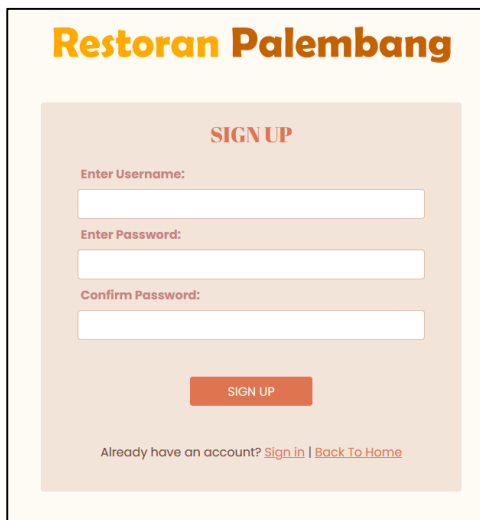 Restoran Palembang
SIGN UP
Enter Username:
Enter Password:
Confirm Password:
SIGN UP
Already have an account? Sign in | Back To Home